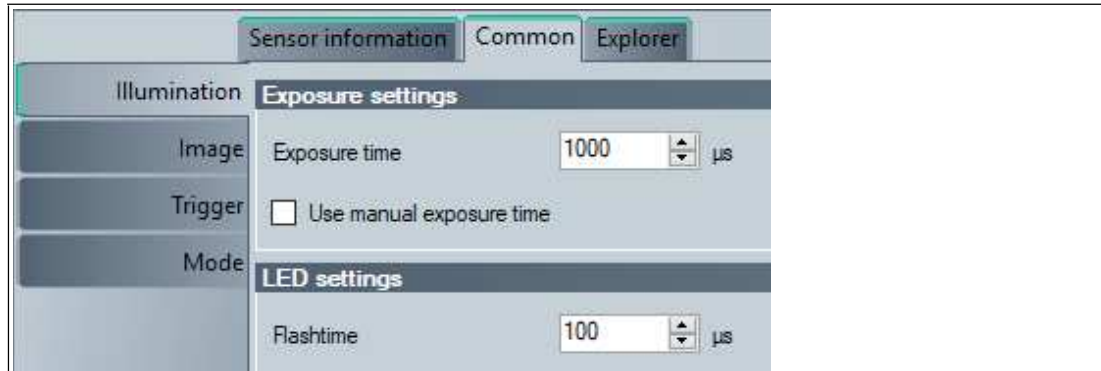 Sensor information Common Explorer
Illumination
Exposure settings
Image
Exposure time 1000 µs
Trigger
Use manual exposure time
Mode
LED settings
Flashtime 100 µs